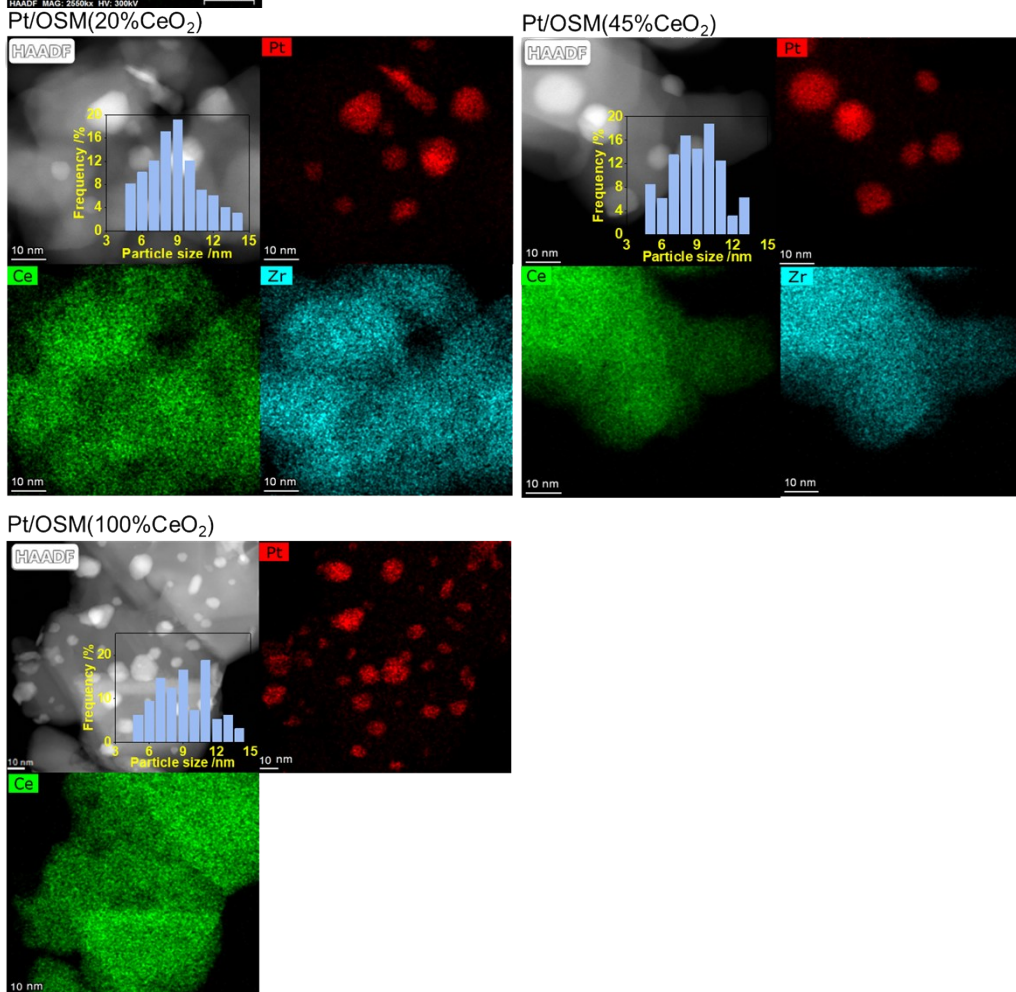 HAADF MAG: 2550kx HV: 300kV
Pt/OSM(20%CeO₂)
HAADF
Pt
20
16
12
8
4
0
Frequency /%
3 6 9 12 15
Particle size /nm
10 nm
Ce
10 nm
Zr
10 nm
Pt/OSM(45%CeO₂)
HAADF
Pt
20
16
12
8
4
0
Frequency /%
3 6 9 12 15
Particle size /nm
10 nm
10 nm
Ce
10 nm
Zr
10 nm
Pt/OSM(100%CeO₂)
HAADF
Pt
20
10
0
Frequency /%
3 6 9 12 15
Particle size /nm
10 nm
10 nm
Ce
10 nm